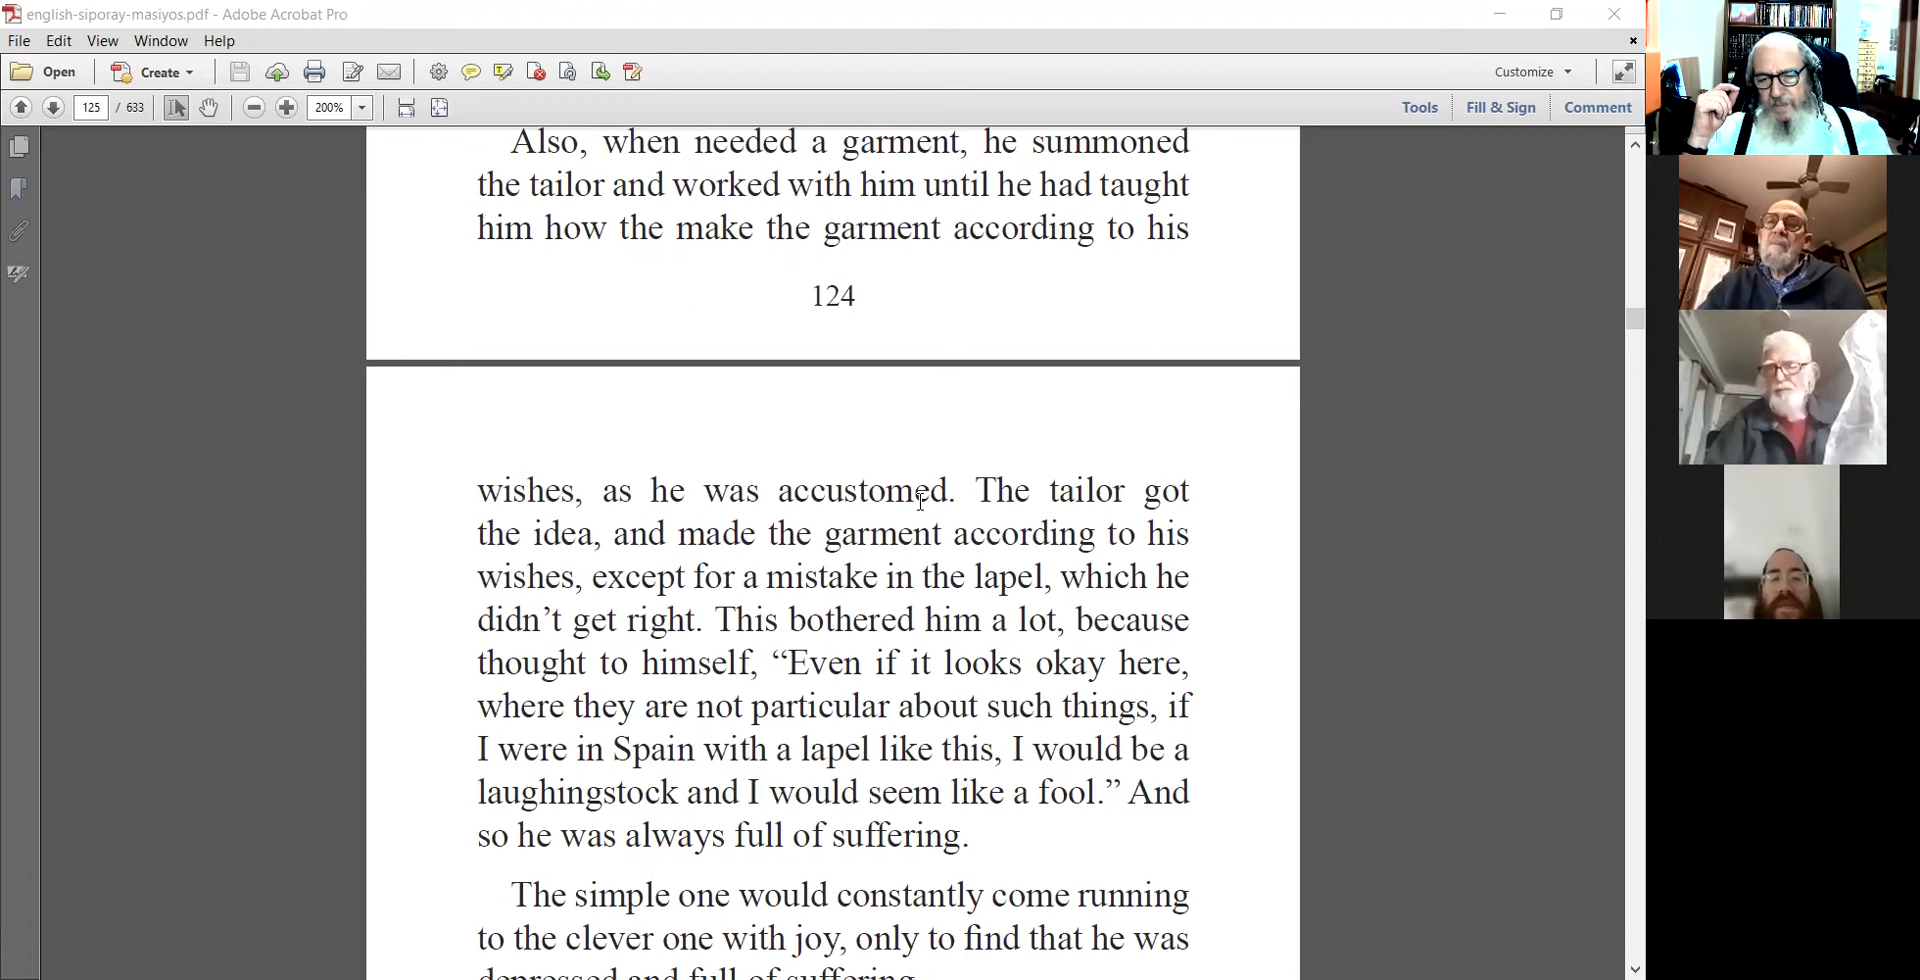 english-siporay-masiyos.pdf - Adobe Acrobat Pro
File Edit View Window Help
Open Create Customize
125 / 633 200% Tools Fill & Sign Comment
Also, when needed a garment, he summoned
the tailor and worked with him until he had taught
him how the make the garment according to his
124
wishes, as he was accustomed. The tailor got
the idea, and made the garment according to his
wishes, except for a mistake in the lapel, which he
didn’t get right. This bothered him a lot, because
thought to himself, “Even if it looks okay here,
where they are not particular about such things, if
I were in Spain with a lapel like this, I would be a
laughingstock and I would seem like a fool.” And
so he was always full of suffering.
The simple one would constantly come running
to the clever one with joy, only to find that he was
depressed and full of suffering.